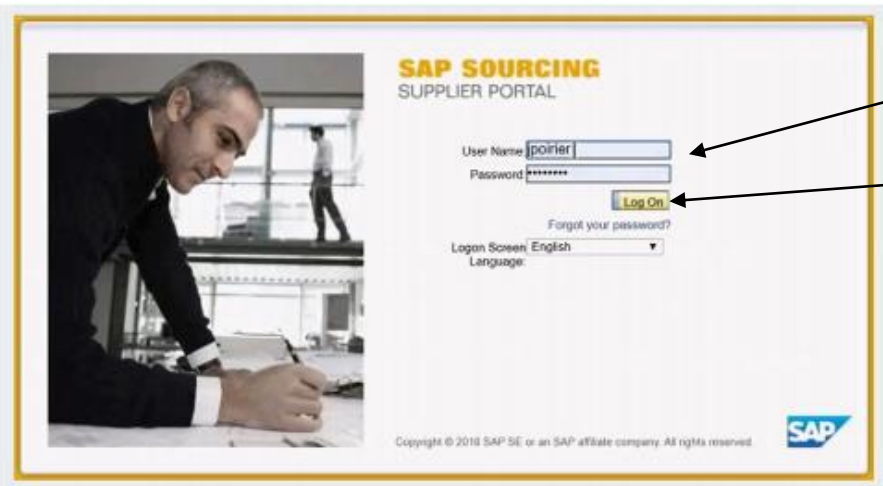 SAP SOURCING
SUPPLIER PORTAL
User Name jpoirier
Password ••••••••
Log On
Forgot your password?
Logon Screen Language: English
Copyright © 2016 SAP SE or an SAP affiliate company. All rights reserved.
SAP